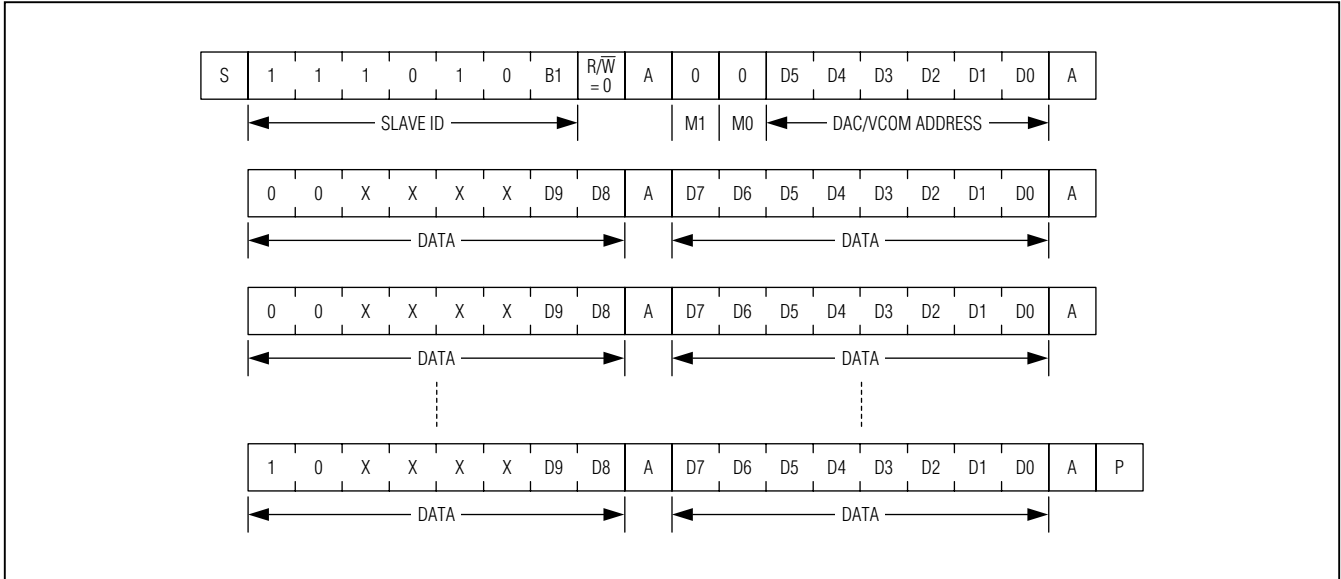 S 1 1 1 0 1 0 B1 R/W̅ = 0 A 0 0 D5 D4 D3 D2 D1 D0 A
SLAVE ID M1 M0 DAC/VCOM ADDRESS
0 0 X X X X D9 D8 A D7 D6 D5 D4 D3 D2 D1 D0 A
DATA DATA
0 0 X X X X D9 D8 A D7 D6 D5 D4 D3 D2 D1 D0 A
DATA DATA
1 0 X X X X D9 D8 A D7 D6 D5 D4 D3 D2 D1 D0 A P
DATA DATA